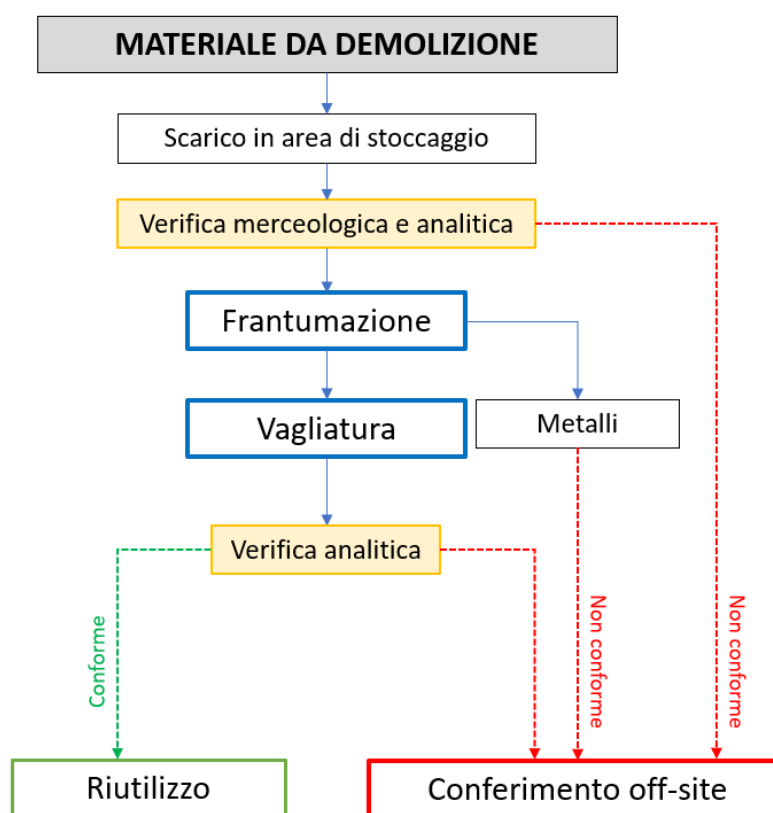 MATERIALE DA DEMOLIZIONE
Scarico in area di stoccaggio
Verifica merceologica e analitica
Frantumazione
Vagliatura
Metalli
Verifica analitica
Conforme
Non conforme
Non conforme
Riutilizzo
Conferimento off-site